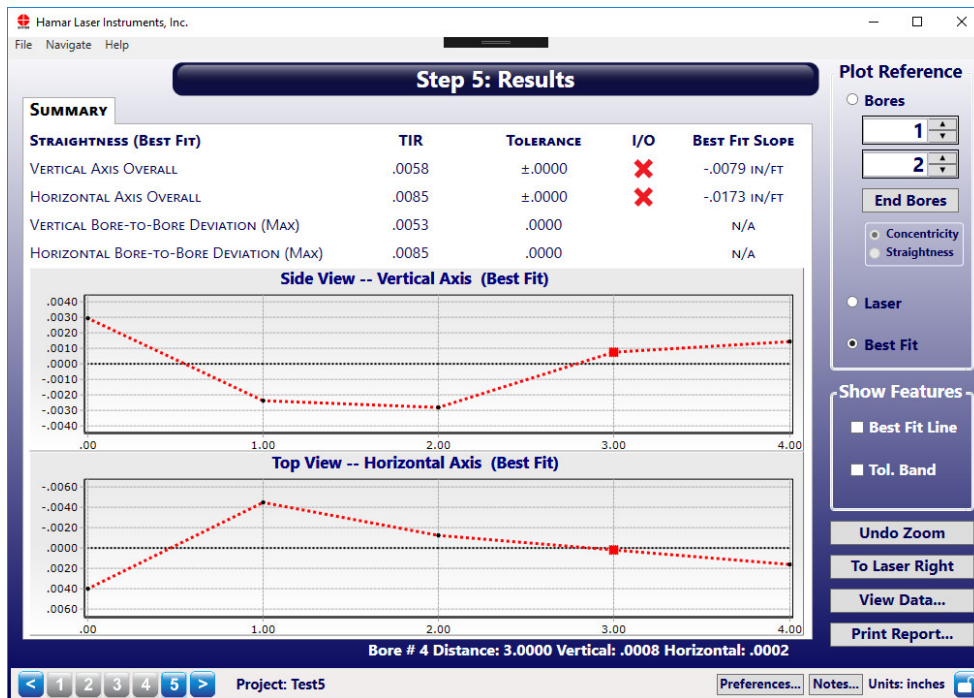 Hamar Laser Instruments, Inc.
File Navigate Help
Step 5: Results
SUMMARY
STRAIGHTNESS (BEST FIT) TIR TOLERANCE I/O BEST FIT SLOPE
VERTICAL AXIS OVERALL .0058 ±.0000 -.0079 IN/FT
HORIZONTAL AXIS OVERALL .0085 ±.0000 -.0173 IN/FT
VERTICAL BORE-TO-BORE DEVIATION (MAX) .0053 .0000 N/A
HORIZONTAL BORE-TO-BORE DEVIATION (MAX) .0085 .0000 N/A
Side View -- Vertical Axis (Best Fit)
.0040
.0030
.0020
.0010
.0000
-.0010
-.0020
-.0030
-.0040
.00 1.00 2.00 3.00 4.00
Top View -- Horizontal Axis (Best Fit)
-.0060
-.0040
-.0020
.0000
.0020
.0040
.0060
.00 1.00 2.00 3.00 4.00
Bore # 4 Distance: 3.0000 Vertical: .0008 Horizontal: .0002
Plot Reference
Bores
1
2
End Bores
Concentricity
Straightness
Laser
Best Fit
Show Features
Best Fit Line
Tol. Band
Undo Zoom
To Laser Right
View Data...
Print Report...
< 1 2 3 4 5 > Project: Test5 Preferences... Notes... Units: inches